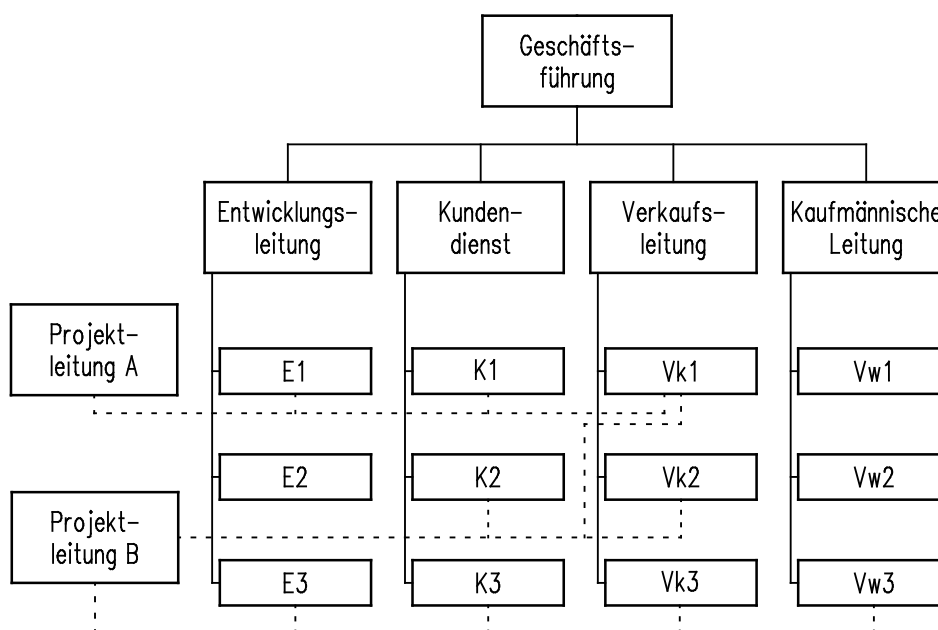 Geschäfts-
führung
Entwicklungs-
leitung
Kunden-
dienst
Verkaufs-
leitung
Kaufmännische
Leitung
Projekt-
leitung A
E1
K1
Vk1
Vw1
E2
K2
Vk2
Vw2
Projekt-
leitung B
E3
K3
Vk3
Vw3